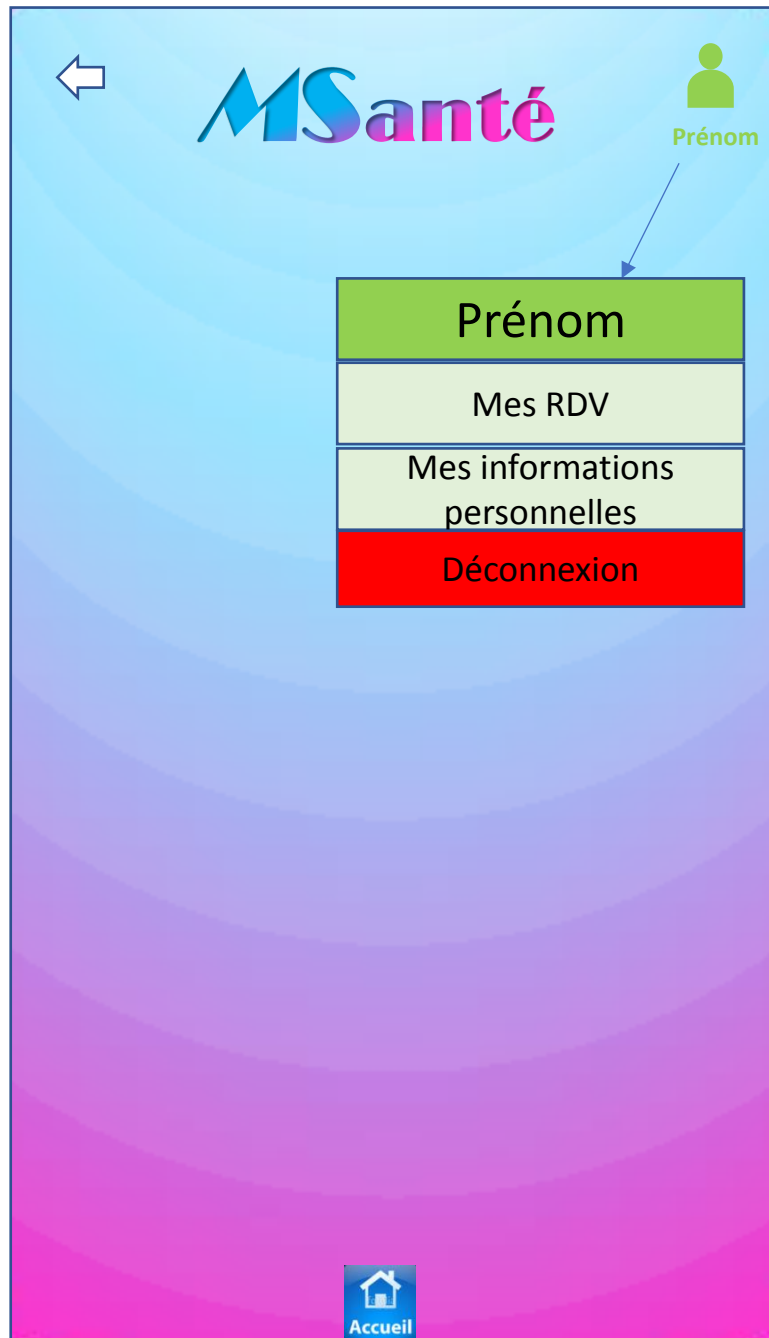 MSanté
Prénom
Prénom
Mes RDV
Mes informations
personnelles
Déconnexion
Accueil